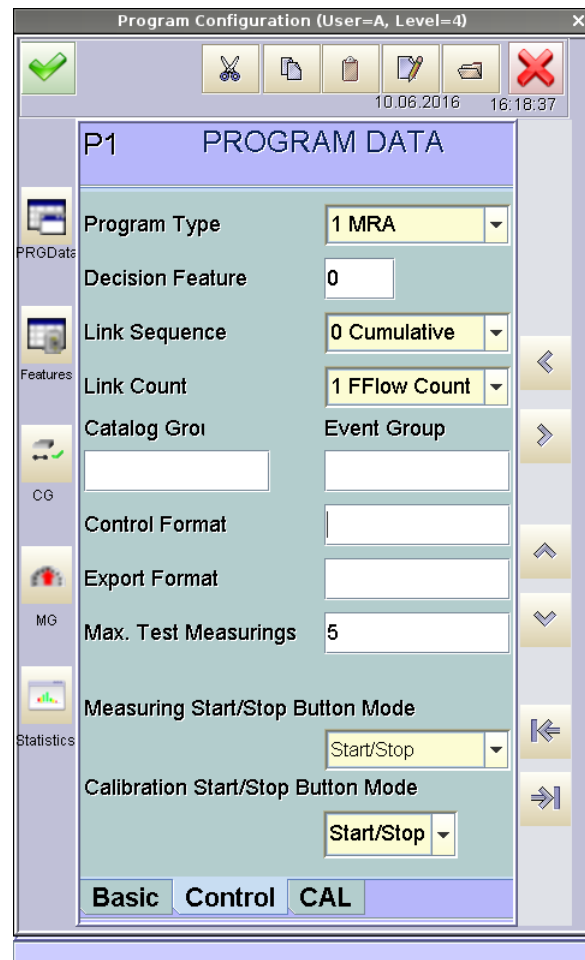 Program Configuration (User=A, Level=4)
10.06.2016 16:18:37
P1 PROGRAM DATA
PRGData
Features
CG
MG
Statistics
Program Type 1 MRA
Decision Feature 0
Link Sequence 0 Cumulative
Link Count 1 FFlow Count
Catalog Grou Event Group
Control Format
Export Format
Max. Test Measurings 5
Measuring Start/Stop Button Mode
Start/Stop
Calibration Start/Stop Button Mode
Start/Stop
Basic Control CAL